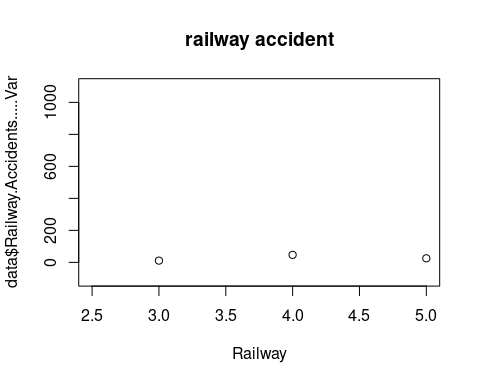 railway accident
data$Railway.Accidents.....Var
1000
600
200
0
2.5 3.0 3.5 4.0 4.5 5.0
Railway